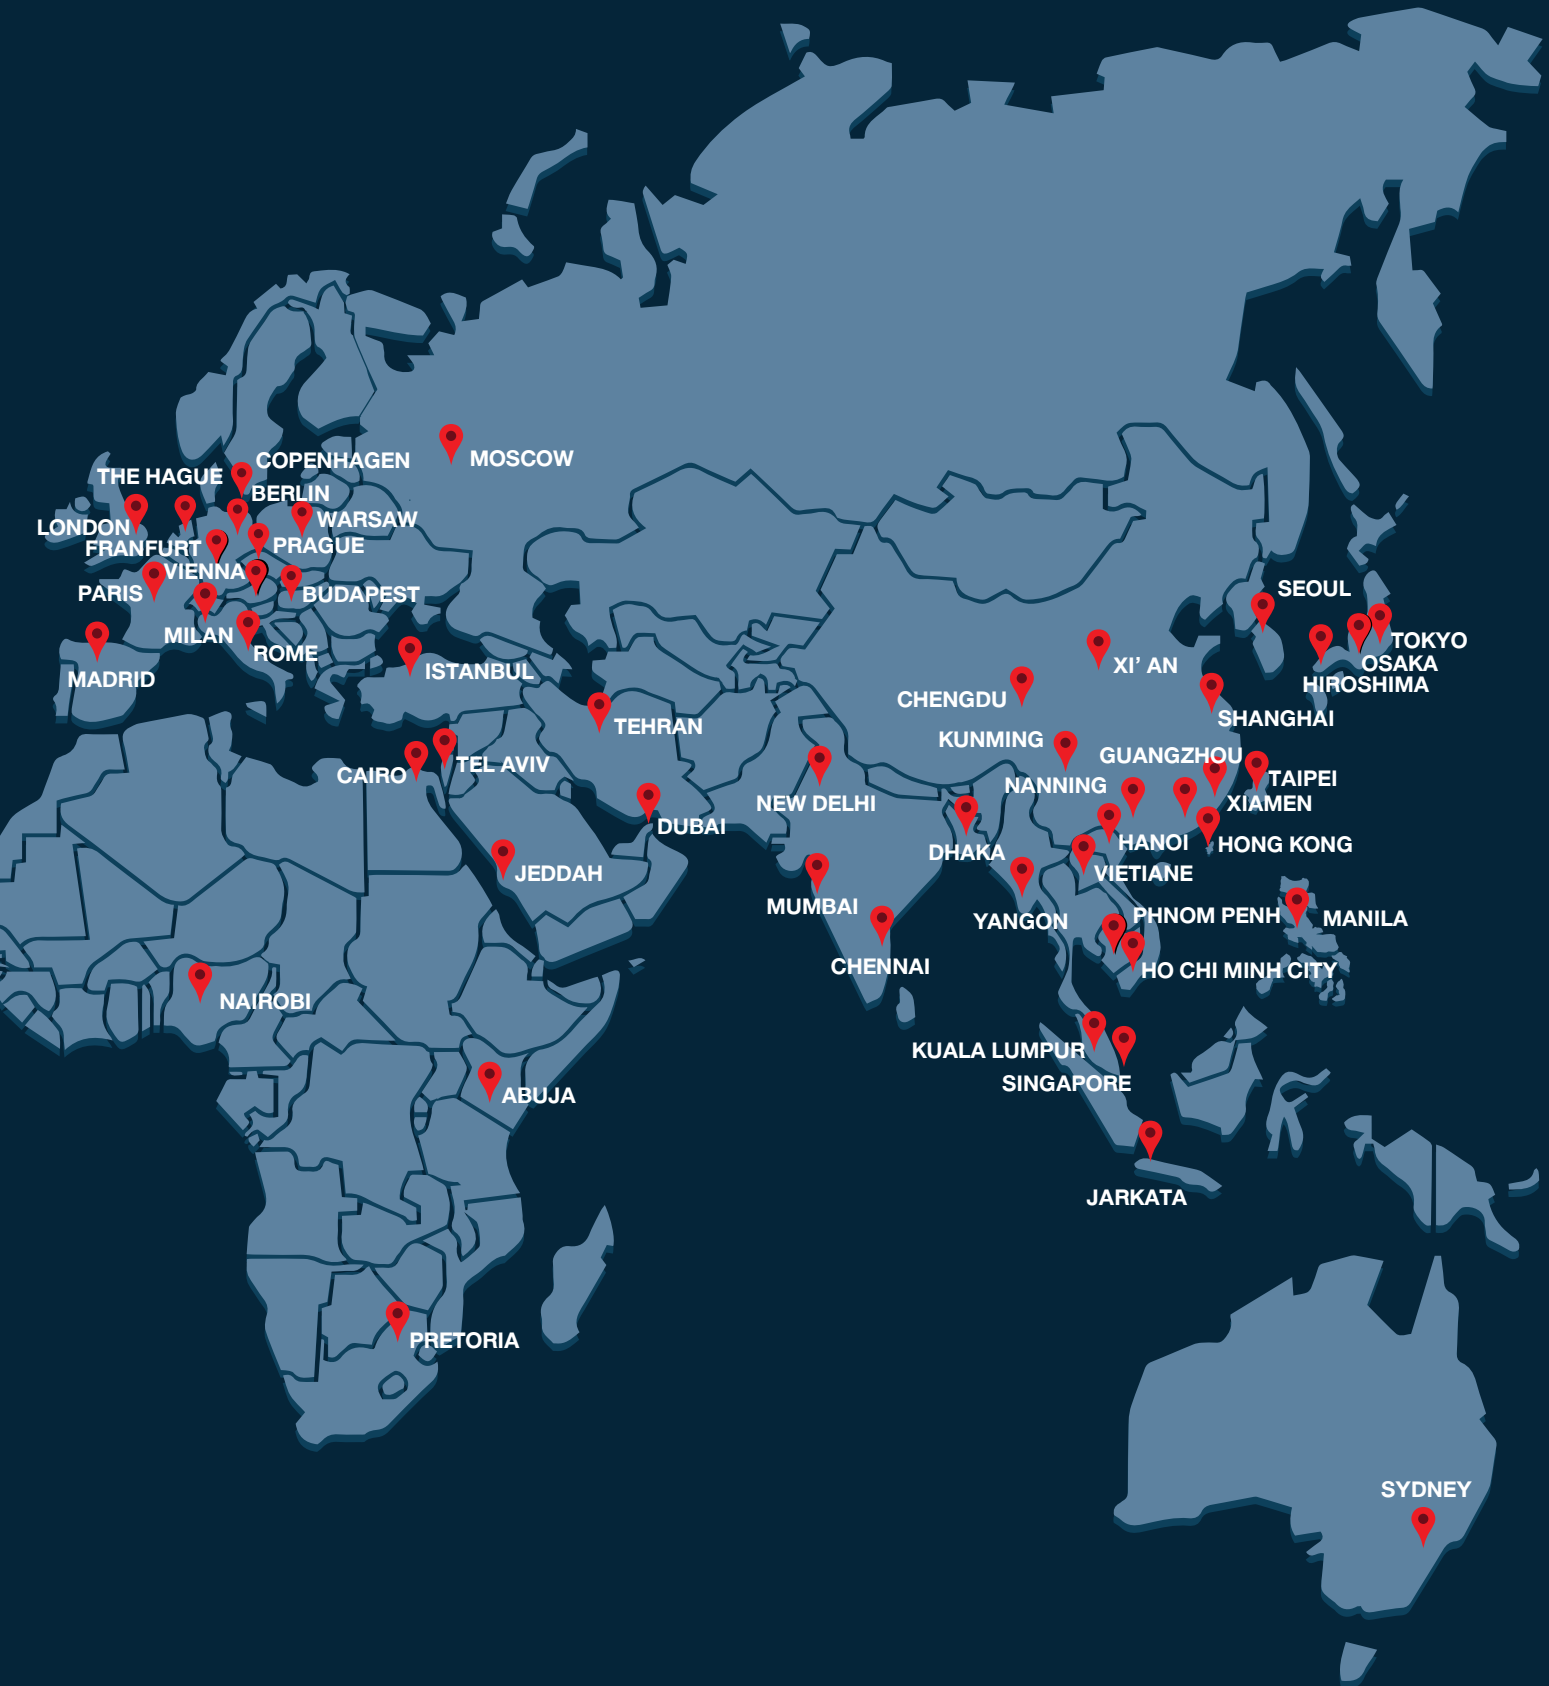 MOSCOW
COPENHAGEN
THE HAGUE
BERLIN
WARSAW
LONDON
FRANFURT
PRAGUE
VIENNA
PARIS
BUDAPEST
MILAN
ROME
MADRID
ISTANBUL
SEOUL
TOKYO
OSAKA
HIROSHIMA
XI' AN
CHENGDU
SHANGHAI
TEHRAN
KUNMING
GUANGZHOU
TEL AVIV
CAIRO
TAIPEI
NANNING
NEW DELHI
XIAMEN
DUBAI
HANOI
HONG KONG
DHAKA
JEDDAH
VIETIANE
MUMBAI
PHNOM PENH
MANILA
YANGON
CHENNAI
HO CHI MINH CITY
NAIROBI
KUALA LUMPUR
SINGAPORE
ABUJA
JARKATA
PRETORIA
SYDNEY